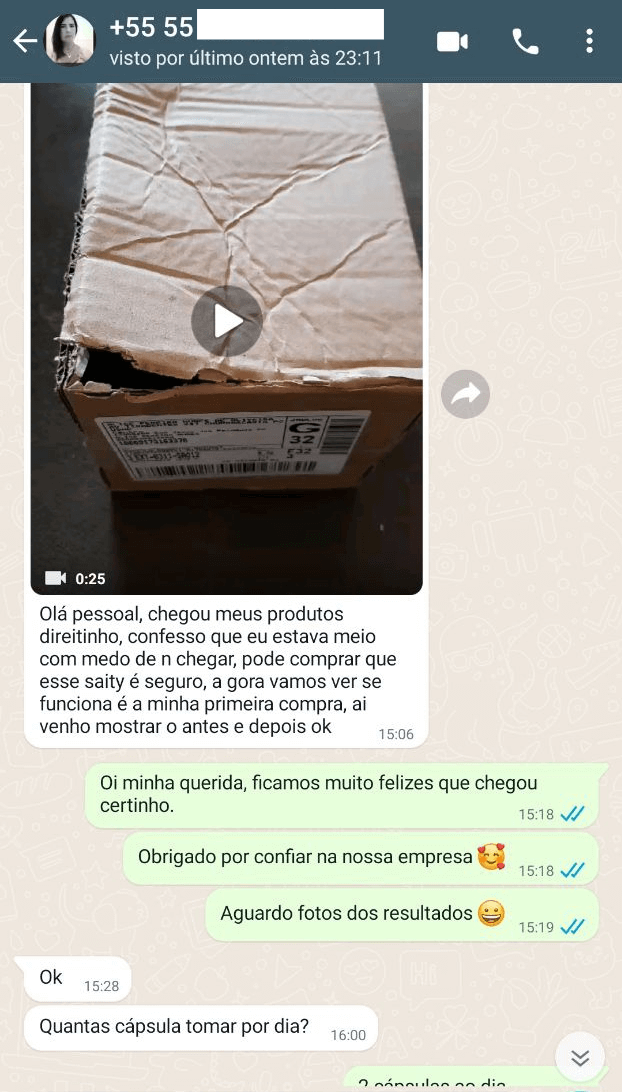 +55 55
visto por último ontem às 23:11
G
32
0:25
Olá pessoal, chegou meus produtos
direitinho, confesso que eu estava meio
com medo de n chegar, pode comprar que
esse saity é seguro, a gora vamos ver se
funciona é a minha primeira compra, ai
venho mostrar o antes e depois ok
15:06
Oi minha querida, ficamos muito felizes que chegou
certinho.
15:18
Obrigado por confiar na nossa empresa 🥰
15:18
Aguardo fotos dos resultados 😀
15:19
Ok
15:28
Quantas cápsula tomar por dia?
16:00
2 cápsulas ao dia